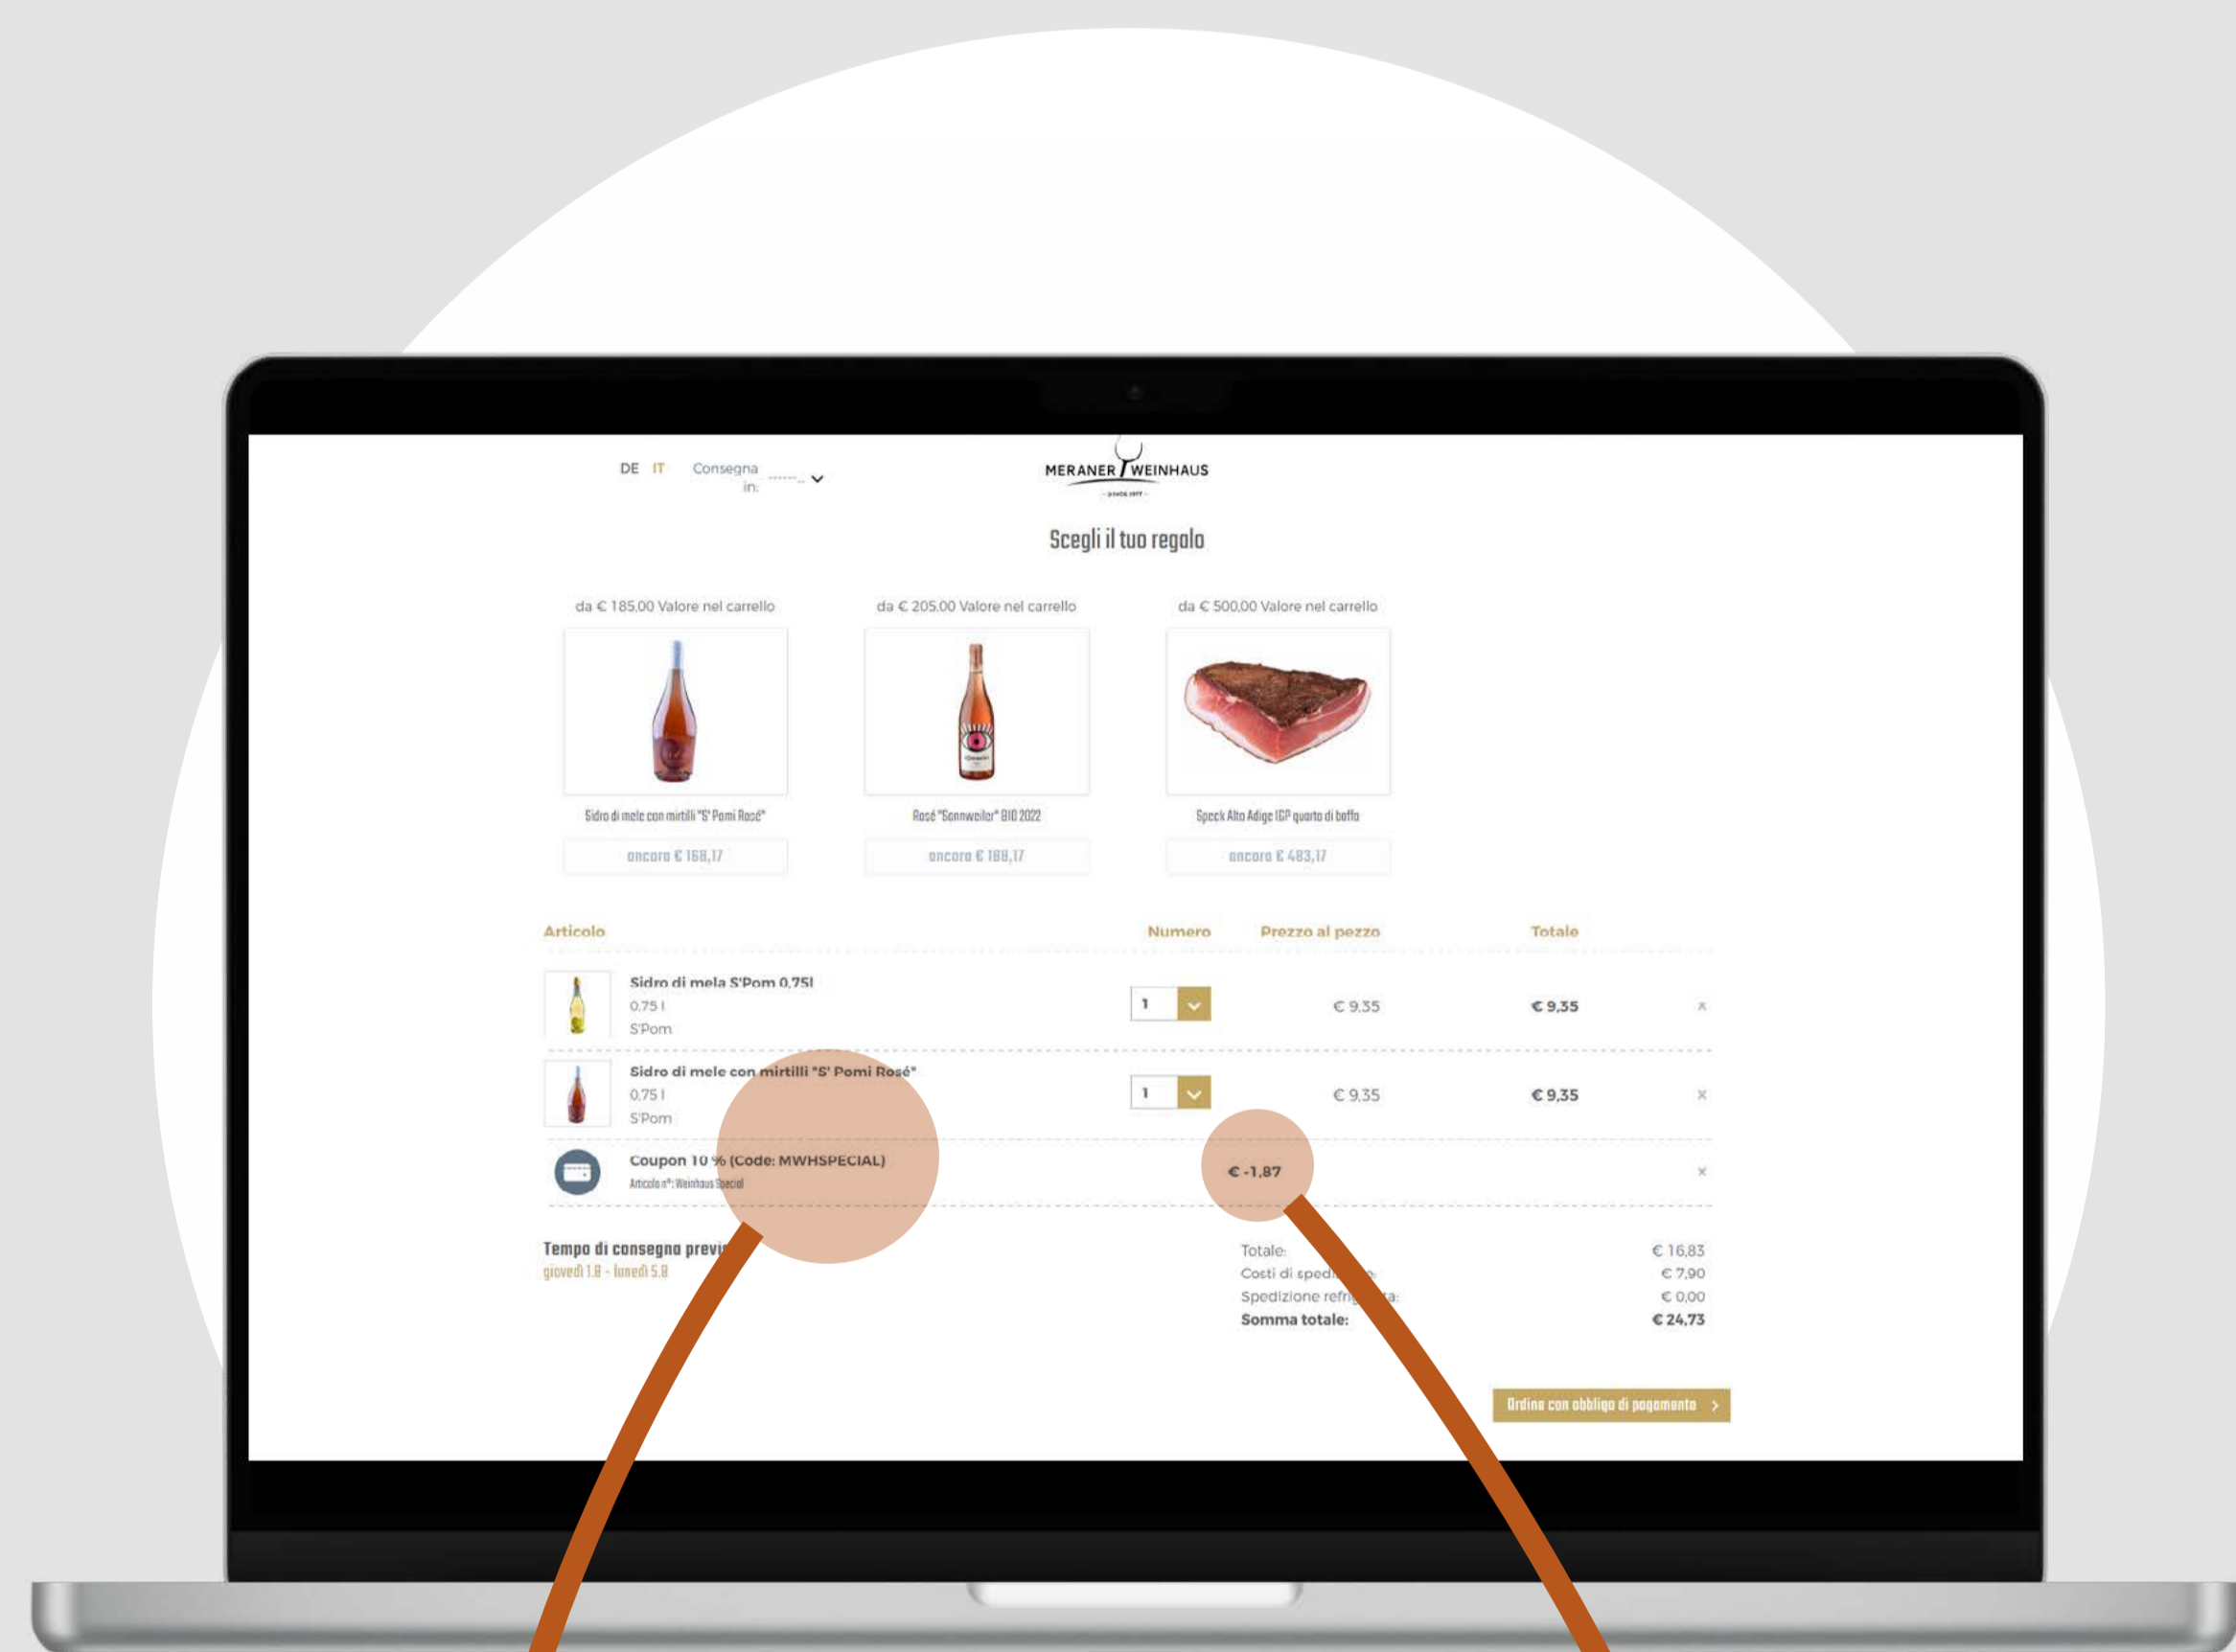 DE IT Consegna in:
MERANER WEINHAUS
- SINCE 1977 -
Scegli il tuo regalo
da € 185,00 Valore nel carrello
da € 205,00 Valore nel carrello
da € 500,00 Valore nel carrello
Sidro di mele con mirtilli "S' Pomi Rosé"
Rosé "Sonnweiler" BIO 2022
Speck Alto Adige IGP quarto di baffa
ancora € 168,17
ancora € 188,17
ancora € 483,17
Articolo Numero Prezzo al pezzo Totale
Sidro di mela S'Pom 0,75l
0,75 l
S'Pom
1 € 9,35 € 9,35 ×
Sidro di mele con mirtilli "S' Pomi Rosé"
0,75 l
S'Pom
1 € 9,35 € 9,35 ×
Coupon 10 % (Code: MWHSPECIAL)
Articolo n°: Weinhaus Special
€ -1,87 ×
Tempo di consegna previ
giovedì 1.8 - lunedì 5.8
Totale: € 16,83
Costi di spedi : € 7,90
Spedizione refrig ta: € 0,00
Somma totale: € 24,73
Ordina con obbligo di pagamento >